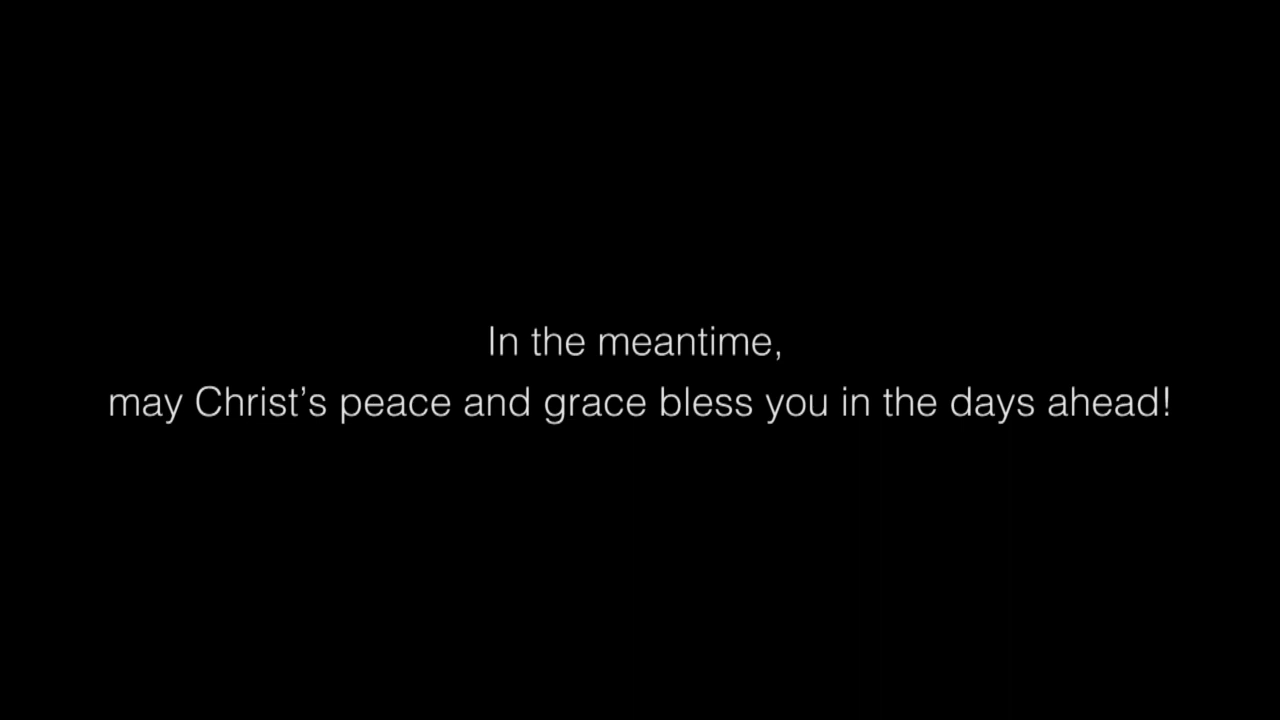 In the meantime,
may Christ’s peace and grace bless you in the days ahead!